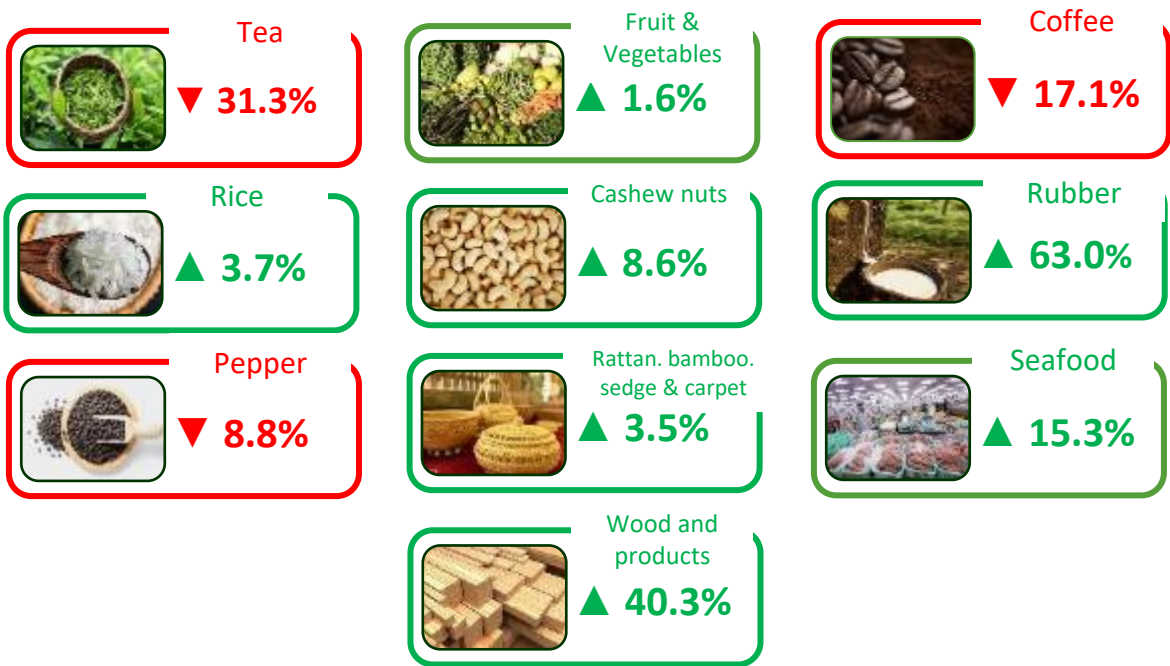 Tea
▼ 31.3%
Fruit &
Vegetables
▲ 1.6%
Coffee
▼ 17.1%
Rice
▲ 3.7%
Cashew nuts
▲ 8.6%
Rubber
▲ 63.0%
Pepper
▼ 8.8%
Rattan. bamboo.
sedge & carpet
▲ 3.5%
Seafood
▲ 15.3%
Wood and
products
▲ 40.3%